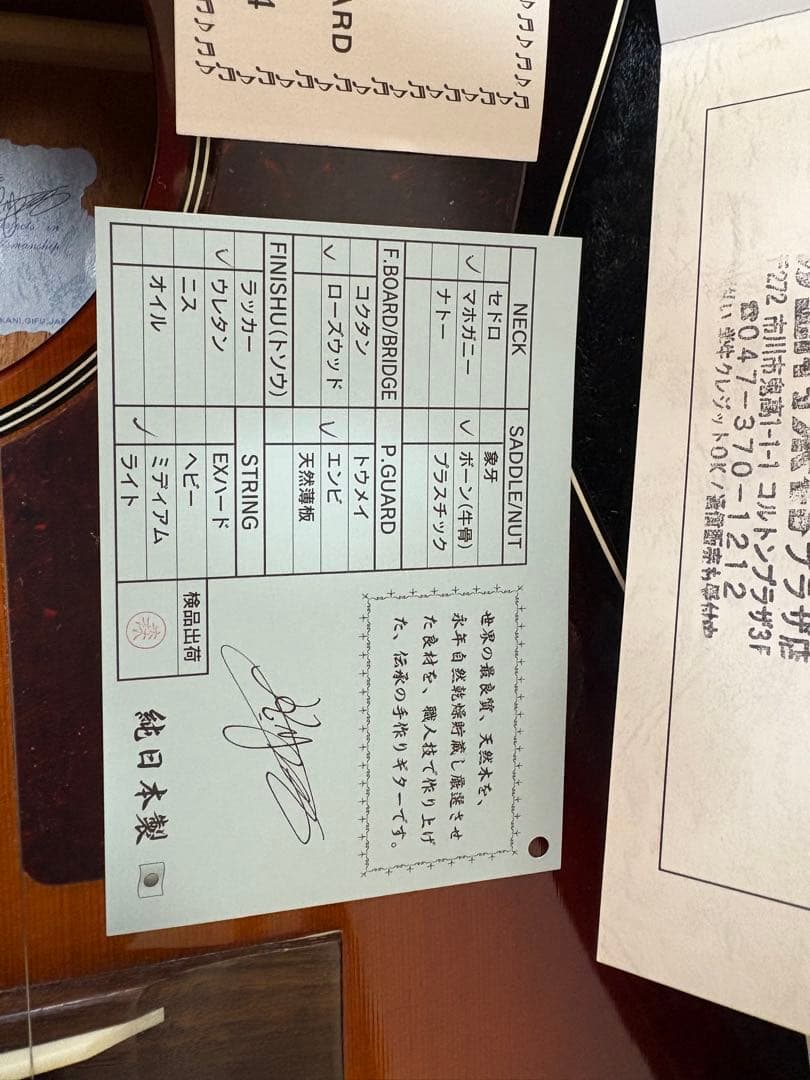 ARD
4
NECK
セドロ
マホガニー
ナトー
F.BOARD/BRIDGE
コクタン
ローズウッド
FINISHU(トソウ)
ラッカー
ウレタン
ニス
オイル
SADDLE/NUT
象牙
ボーン(牛骨)
プラスチック
P.GUARD
トウメイ
エンビ
天然薄板
STRING
EXハード
ヘビー
ミディアム
ライト
検品出荷
世界の最良質、天然木を、
永年自然乾燥貯蔵し厳選させ
た良材を、職人技で作り上げ
た、伝承の手作りギターです。
純日本製
〒272 市川市鬼高1-1-1 コルトンプラザ3F
☎047-370-1212
KANI,GIFU,JAP